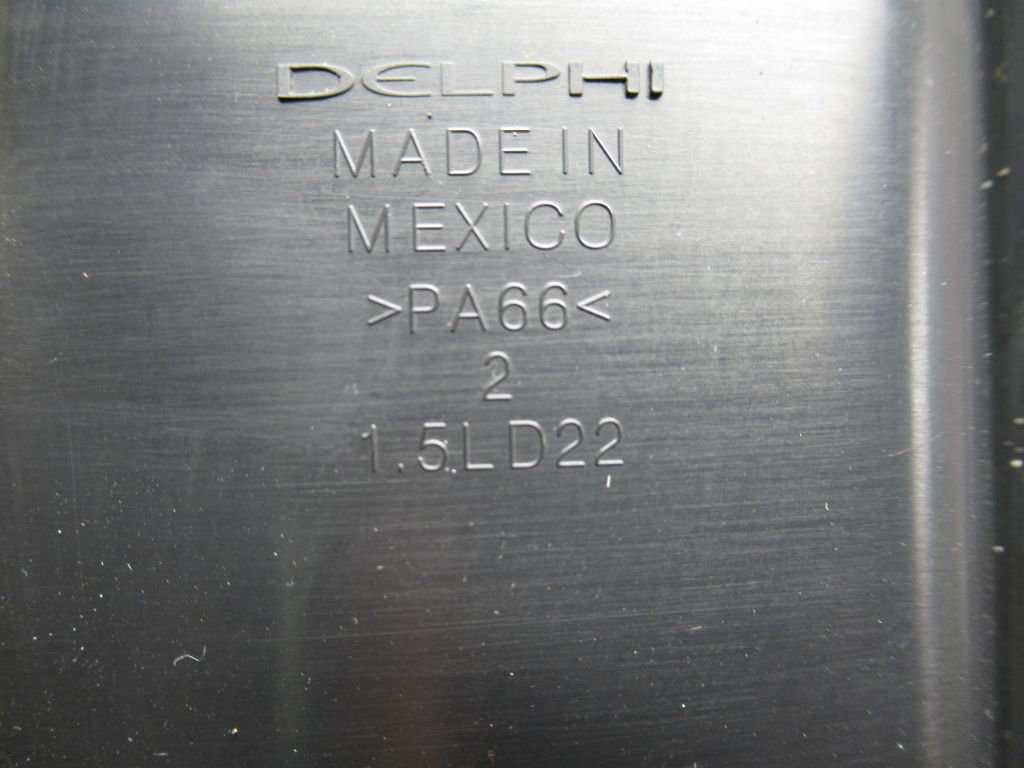 DELPHI
MADE IN
MEXICO
>PA66<
2
1.5LD22